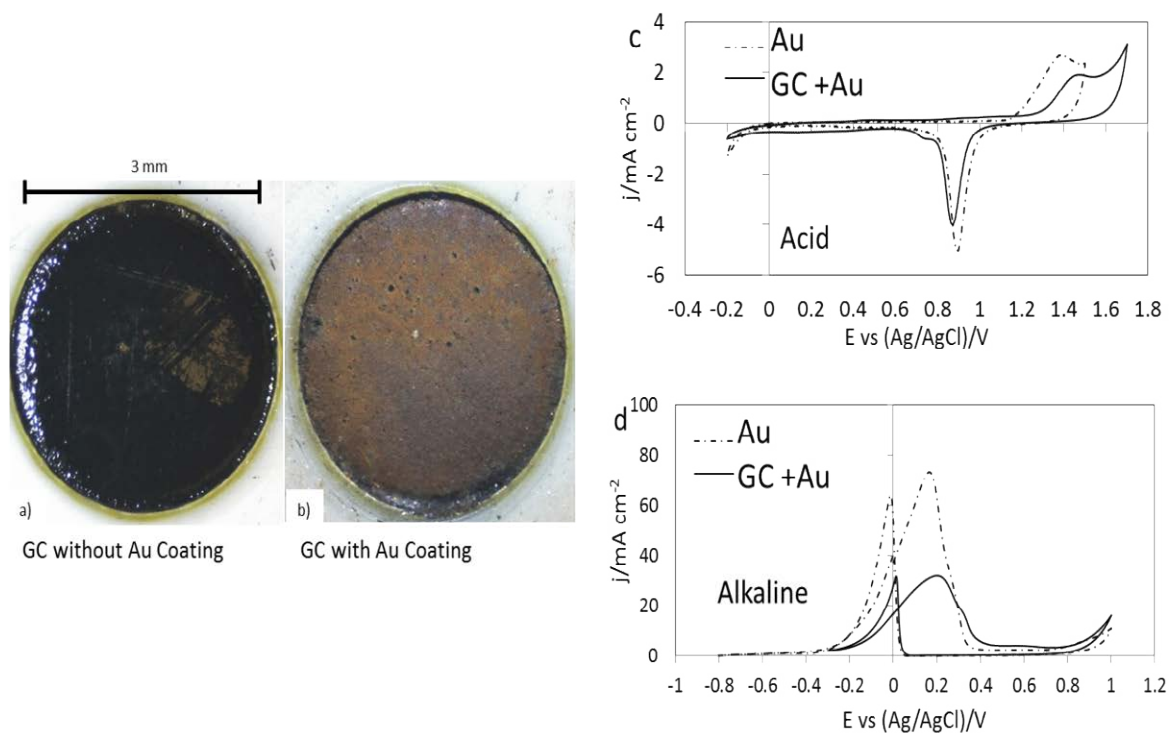 3 mm
a)
b)
GC without Au Coating
GC with Au Coating
c
Au
GC +Au
j/mA cm⁻²
4
2
0
-2
-4
-6
Acid
-0.4 -0.2 0 0.2 0.4 0.6 0.8 1 1.2 1.4 1.6 1.8
E vs (Ag/AgCl)/V
d
Au
GC +Au
j/mA cm⁻²
100
80
60
40
20
0
Alkaline
-1 -0.8 -0.6 -0.4 -0.2 0 0.2 0.4 0.6 0.8 1 1.2
E vs (Ag/AgCl)/V